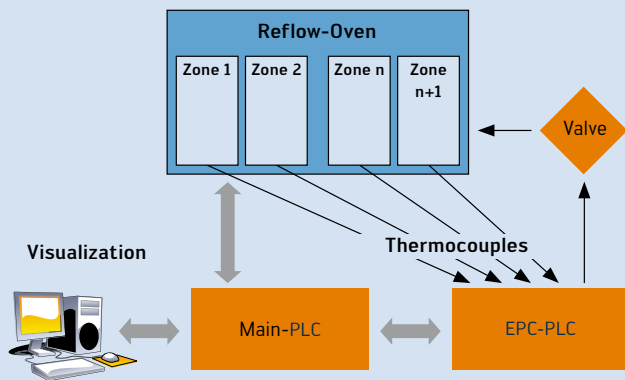 Reflow-Oven
Zone 1
Zone 2
Zone n
Zone
n+1
Valve
Thermocouples
Visualization
Main-PLC
EPC-PLC